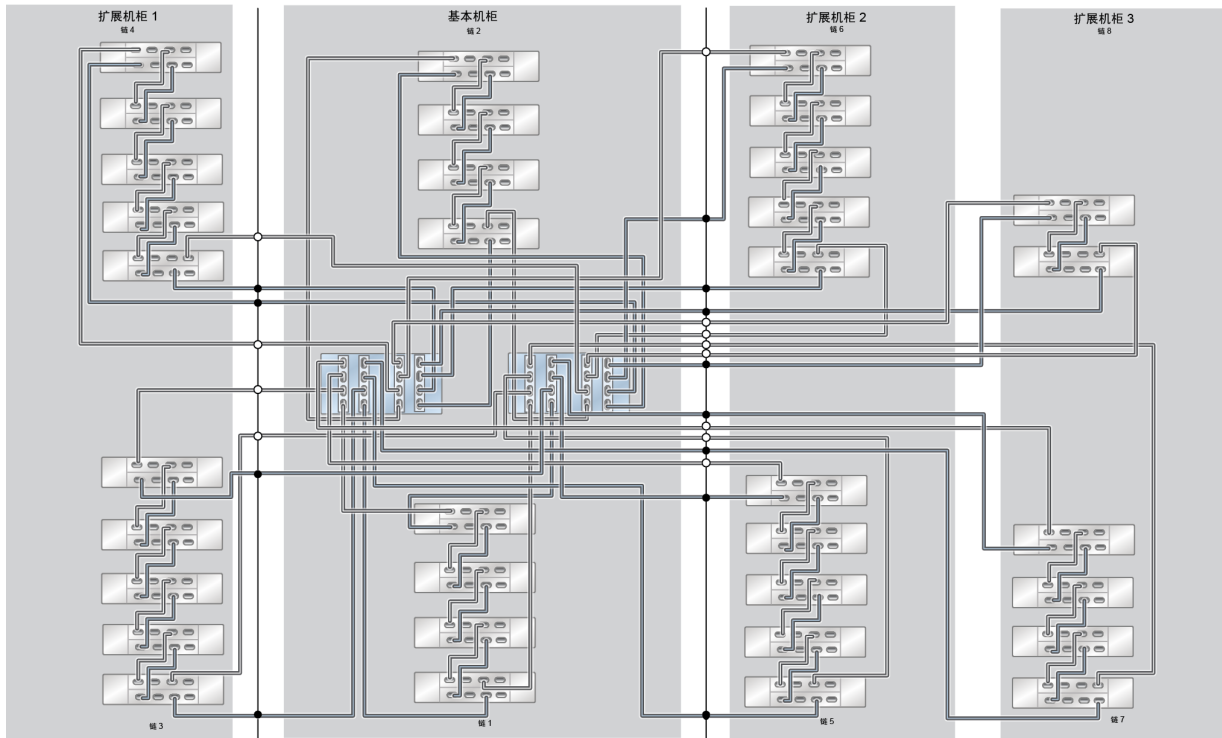 扩展机柜 1
链 4
基本机柜
链 2
扩展机柜 2
链 6
扩展机柜 3
链 8
链 3
链 1
链 5
链 7